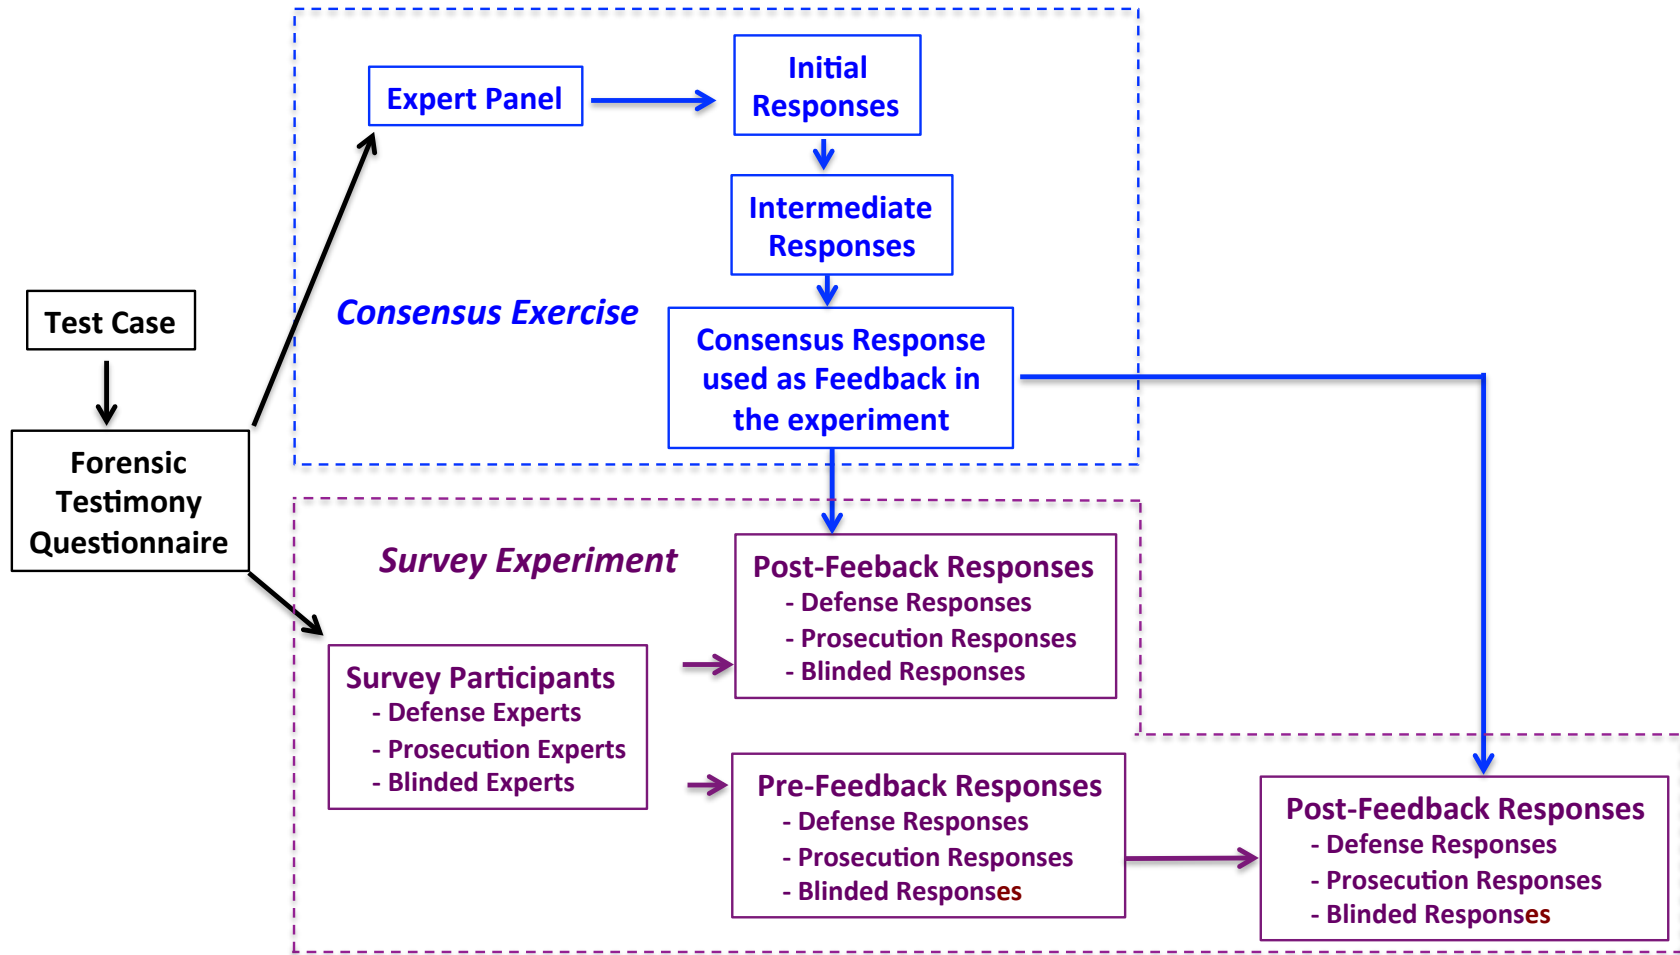 Expert Panel
Initial
Responses
Intermediate
Responses
Consensus Exercise
Consensus Response
used as Feedback in
the experiment
Test Case
Forensic
Testimony
Questionnaire
Survey Experiment
Post-Feeback Responses
- Defense Responses
- Prosecution Responses
- Blinded Responses
Survey Participants
- Defense Experts
- Prosecution Experts
- Blinded Experts
Pre-Feedback Responses
- Defense Responses
- Prosecution Responses
- Blinded Responses
Post-Feedback Responses
- Defense Responses
- Prosecution Responses
- Blinded Responses